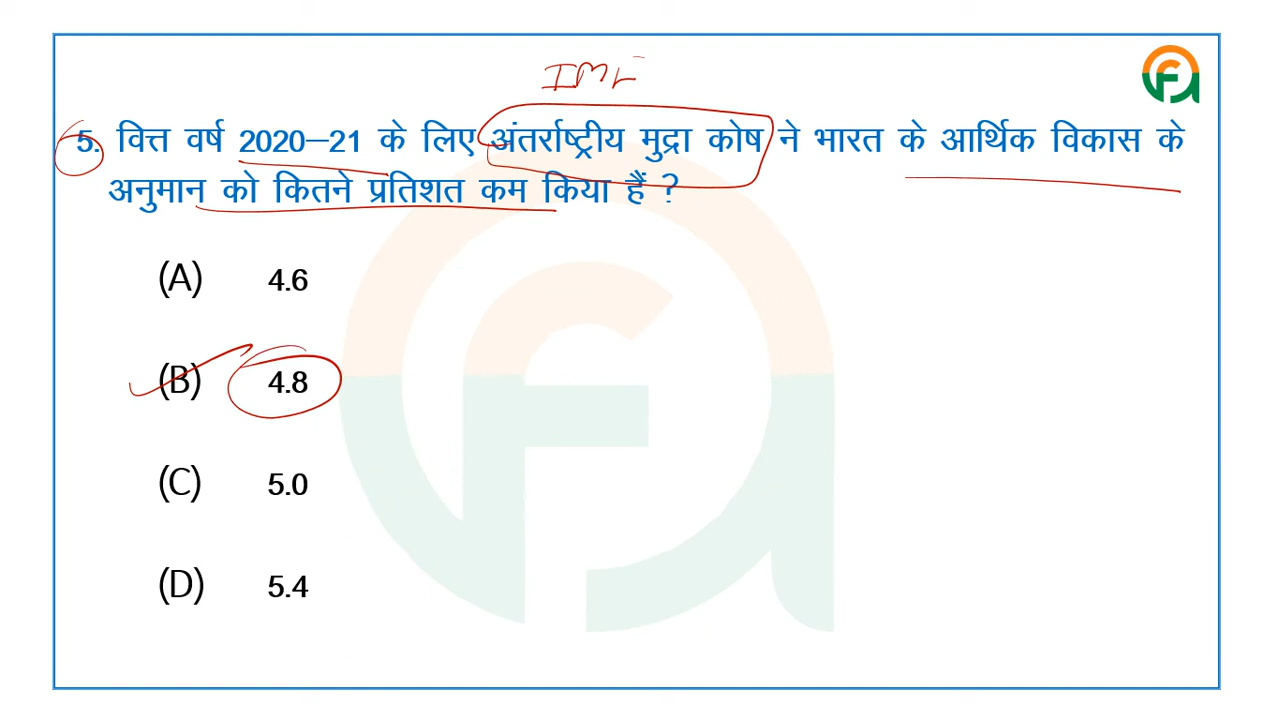 IMF
5. वित्त वर्ष 2020–21 के लिए अंतर्राष्ट्रीय मुद्रा कोष ने भारत के आर्थिक विकास के
अनुमान को कितने प्रतिशत कम किया हैं ?
(A) 4.6
(B) 4.8
(C) 5.0
(D) 5.4